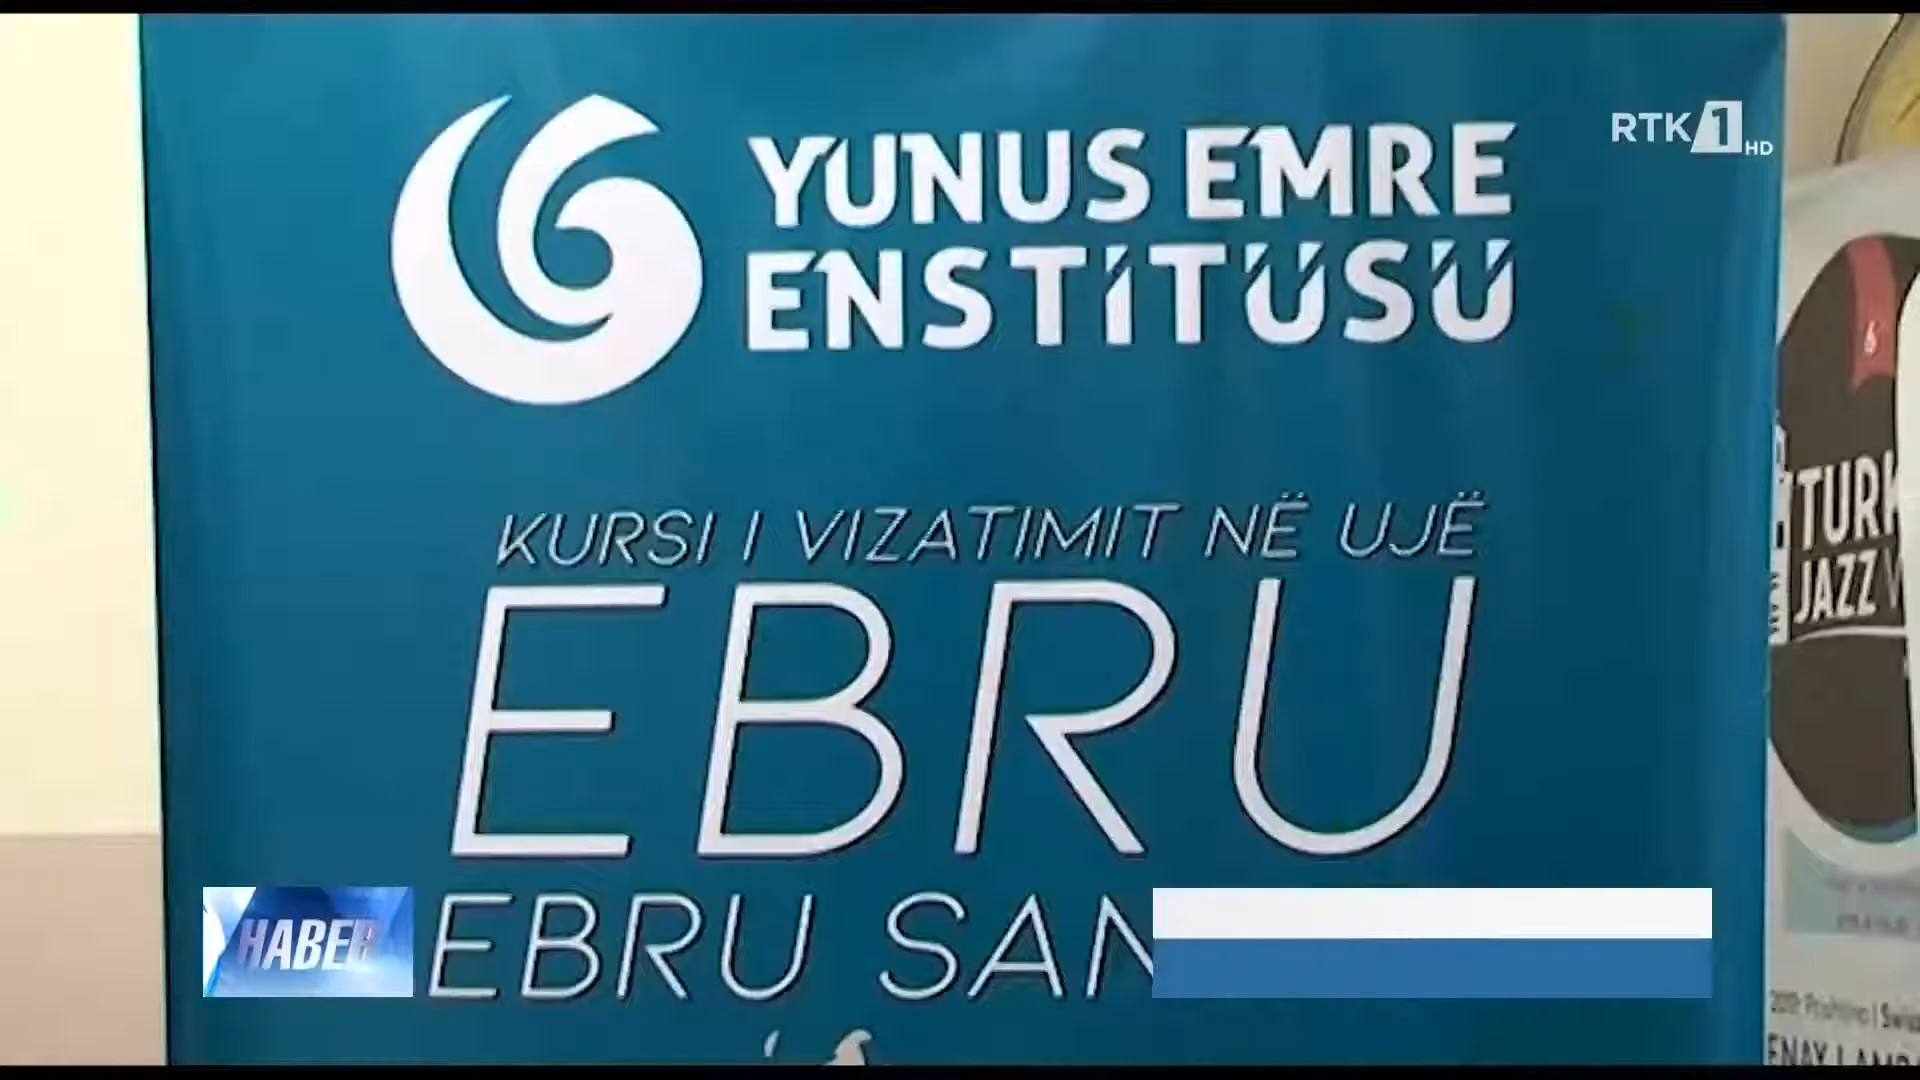 YUNUS EMRE
ENSTİTÜSÜ
RTK1 HD
KURSI I VIZATIMIT NË UJË
EBRU
EBRU SAN
HABER
TURK
JAZZ